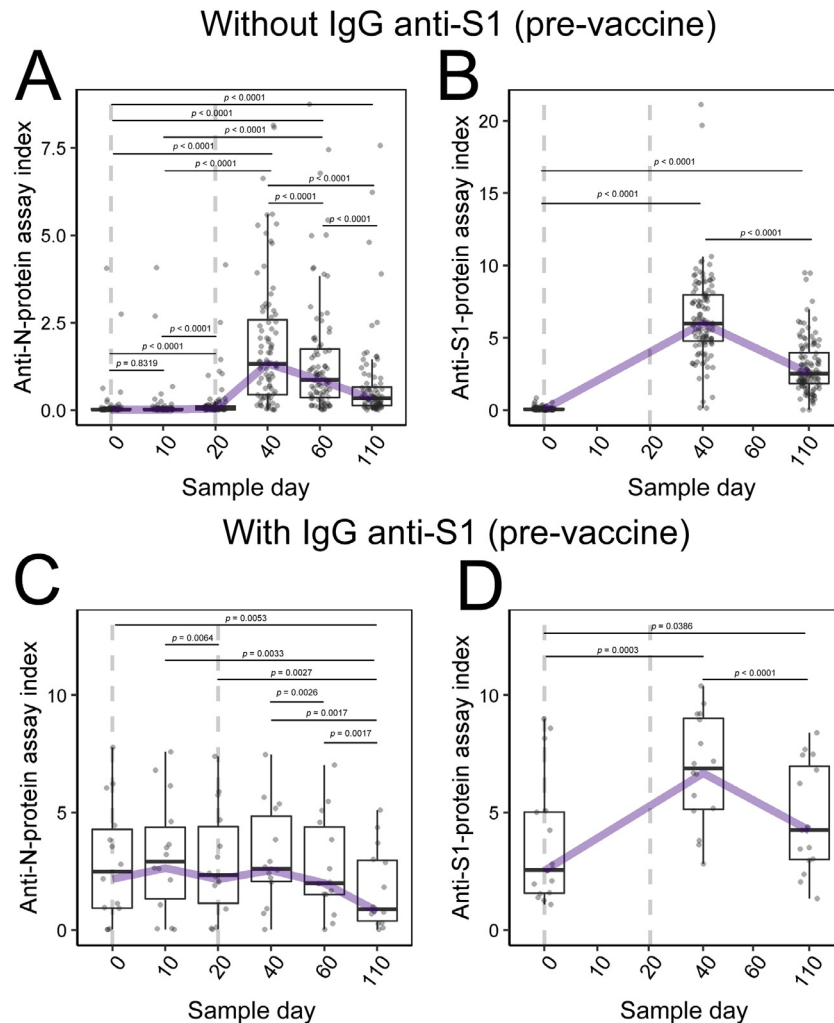 Without IgG anti-S1 (pre-vaccine)
A
B
Anti-N-protein assay index
7.5
5.0
2.5
0.0
p < 0.0001
p < 0.0001
p < 0.0001
p < 0.0001
p < 0.0001
p < 0.0001
p < 0.0001
p < 0.0001
p < 0.0001
p < 0.0001
p = 0.8319
0
10
20
40
60
110
Sample day
Anti-S1-protein assay index
20
15
10
5
0
p < 0.0001
p < 0.0001
p < 0.0001
0
10
20
40
110
Sample day
With IgG anti-S1 (pre-vaccine)
C
D
Anti-N-protein assay index
10
5
0
p = 0.0053
p = 0.0064
p = 0.0033
p = 0.0027
p = 0.0026
p = 0.0017
p = 0.0017
0
10
20
40
60
110
Sample day
Anti-S1-protein assay index
10
5
0
p = 0.0386
p = 0.0003
p < 0.0001
0
10
20
40
60
110
Sample day